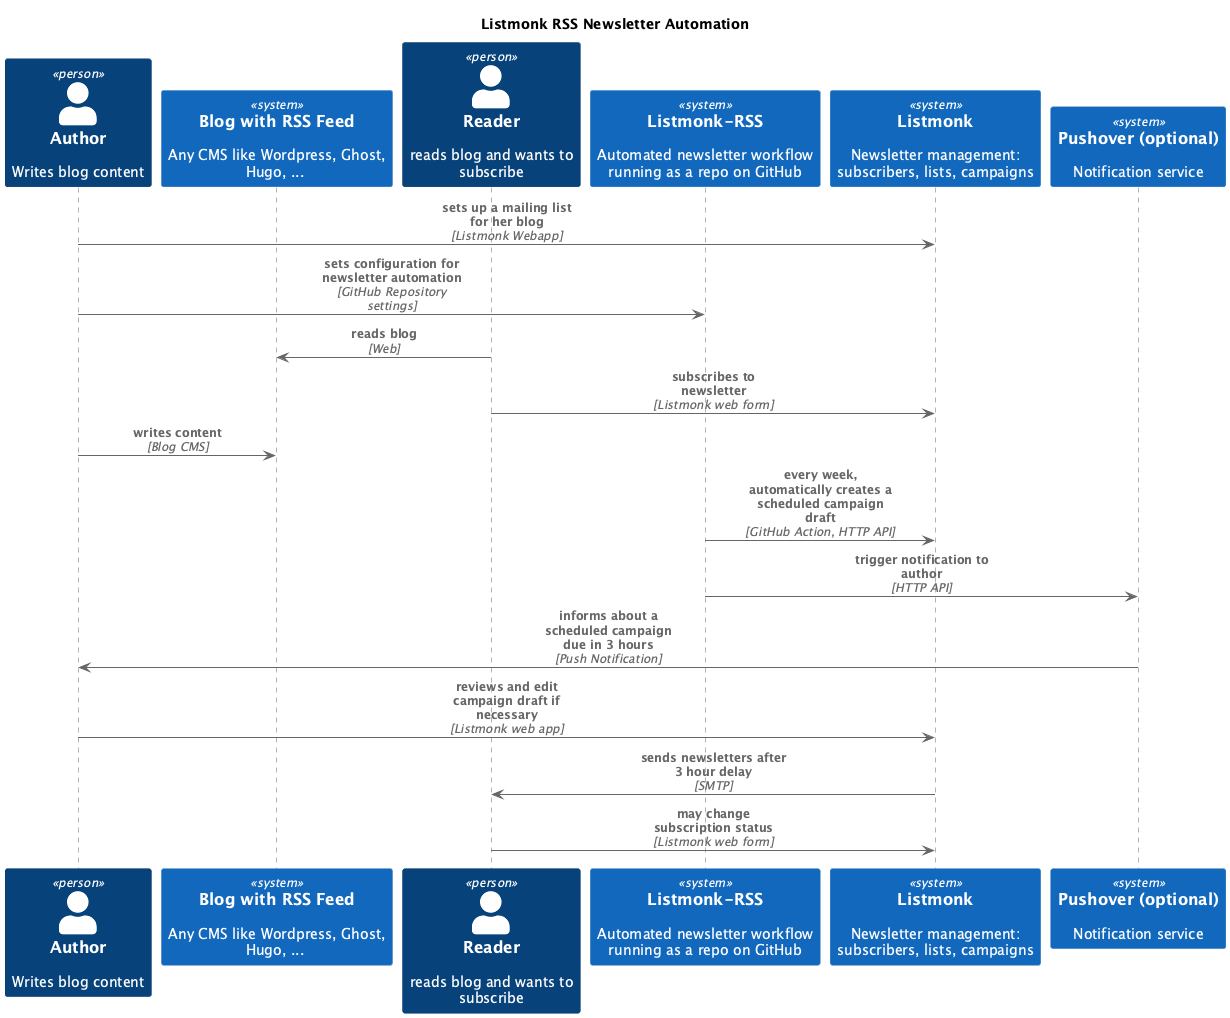 Listmonk RSS Newsletter Automation
«person»
Author
Writes blog content
«system»
Blog with RSS Feed
Any CMS like Wordpress, Ghost,
Hugo, ...
«person»
Reader
reads blog and wants to
subscribe
«system»
Listmonk-RSS
Automated newsletter workflow
running as a repo on GitHub
«system»
Listmonk
Newsletter management:
subscribers, lists, campaigns
«system»
Pushover (optional)
Notification service
sets up a mailing list
for her blog
[Listmonk Webapp]
sets configuration for
newsletter automation
[GitHub Repository
settings]
reads blog
[Web]
subscribes to
newsletter
[Listmonk web form]
writes content
[Blog CMS]
every week,
automatically creates a
scheduled campaign
draft
[GitHub Action, HTTP API]
trigger notification to
author
[HTTP API]
informs about a
scheduled campaign
due in 3 hours
[Push Notification]
reviews and edit
campaign draft if
necessary
[Listmonk web app]
sends newsletters after
3 hour delay
[SMTP]
may change
subscription status
[Listmonk web form]
«person»
Author
Writes blog content
«system»
Blog with RSS Feed
Any CMS like Wordpress, Ghost,
Hugo, ...
«person»
Reader
reads blog and wants to
subscribe
«system»
Listmonk-RSS
Automated newsletter workflow
running as a repo on GitHub
«system»
Listmonk
Newsletter management:
subscribers, lists, campaigns
«system»
Pushover (optional)
Notification service